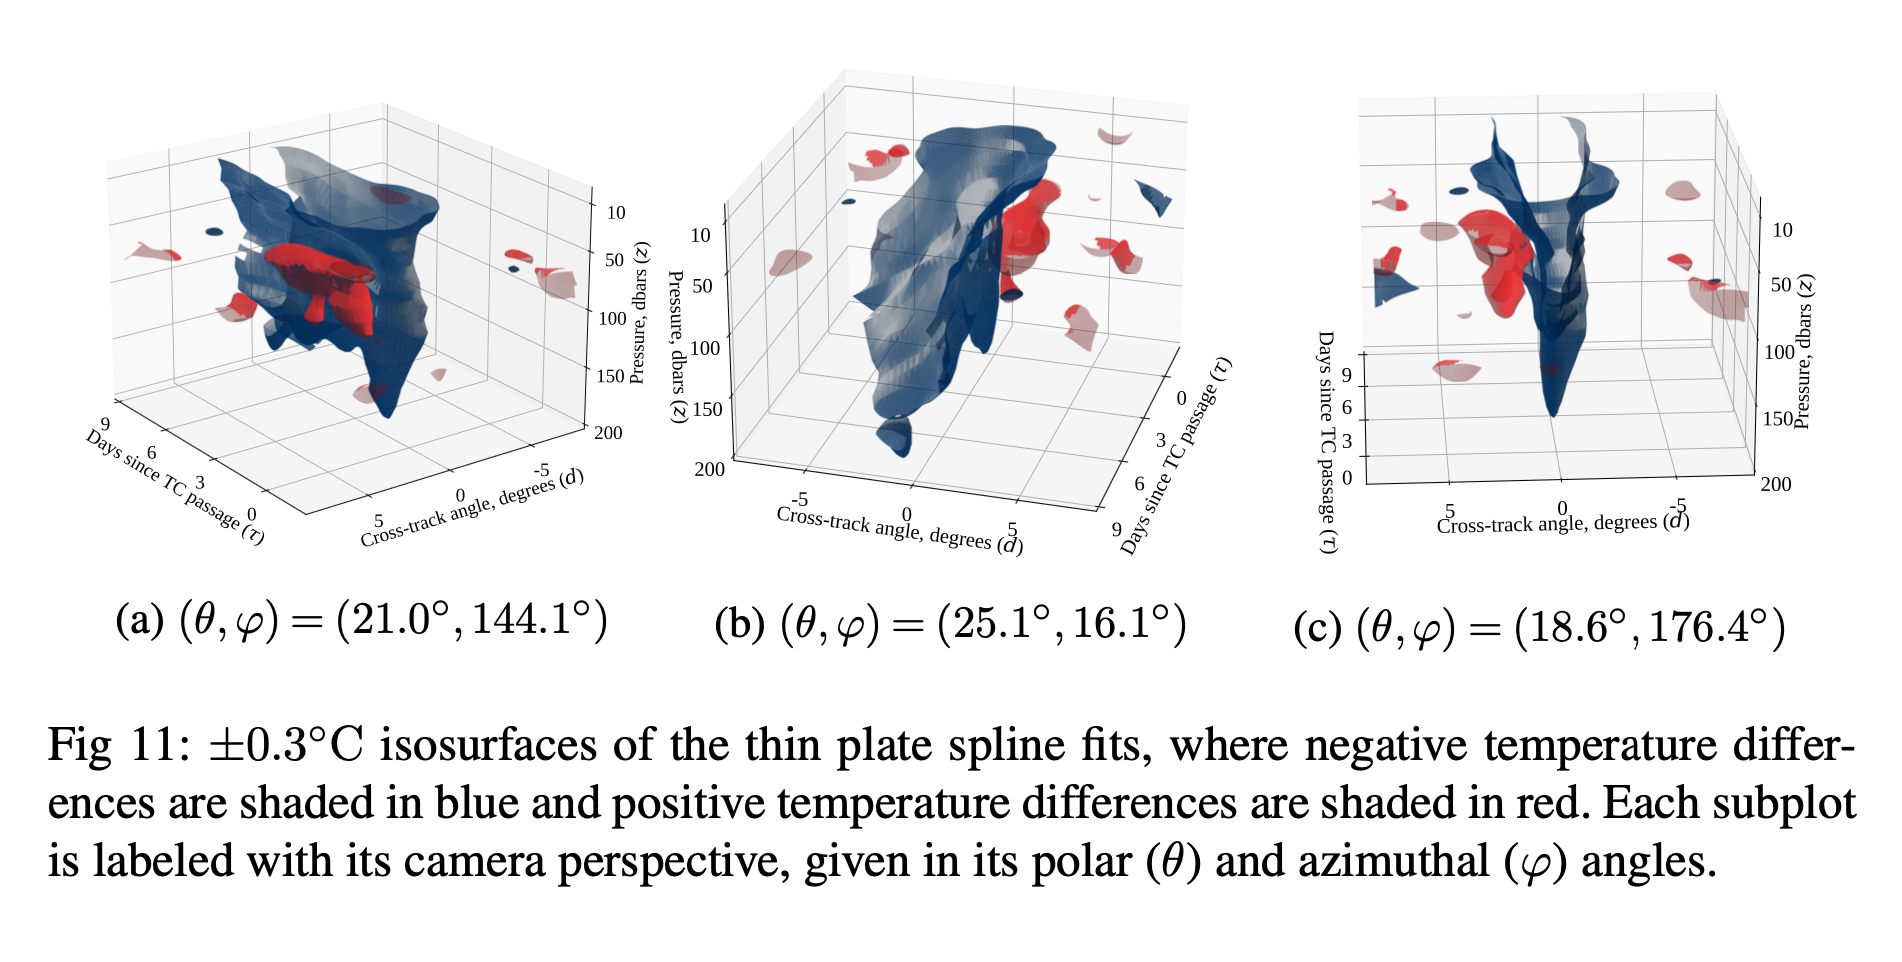 10
50
100
150
200
Pressure, dbars (z)
9
6
3
0
Days since TC passage (τ)
5
0
-5
Cross-track angle, degrees (d)
10
50
100
150
200
Pressure, dbars (z)
-5
0
5
Cross-track angle, degrees (d)
0
3
6
9
Days since TC passage (τ)
9
6
3
0
Days since TC passage (τ)
5
0
-5
Cross-track angle, degrees (d)
10
50
100
150
200
Pressure, dbars (z)
(a) (θ, φ) = (21.0°, 144.1°)
(b) (θ, φ) = (25.1°, 16.1°)
(c) (θ, φ) = (18.6°, 176.4°)
Fig 11: ±0.3°C isosurfaces of the thin plate spline fits, where negative temperature differ-
ences are shaded in blue and positive temperature differences are shaded in red. Each subplot
is labeled with its camera perspective, given in its polar (θ) and azimuthal (φ) angles.